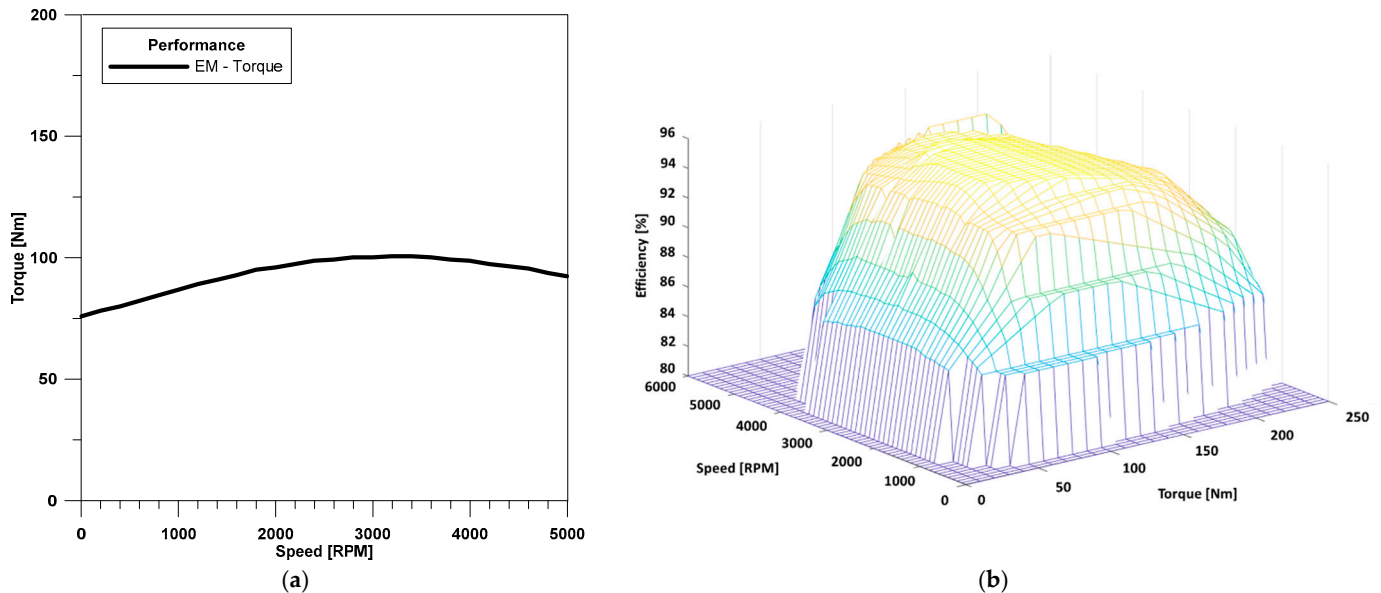 200
Performance
EM - Torque
150
100
50
0
Torque [Nm]
0 1000 2000 3000 4000 5000
Speed [RPM]
(a)
96
94
92
90
88
86
84
82
80
Efficiency [%]
6000
5000
4000
3000
2000
1000
0
Speed [RPM]
0
50
100
150
200
250
Torque [Nm]
(b)